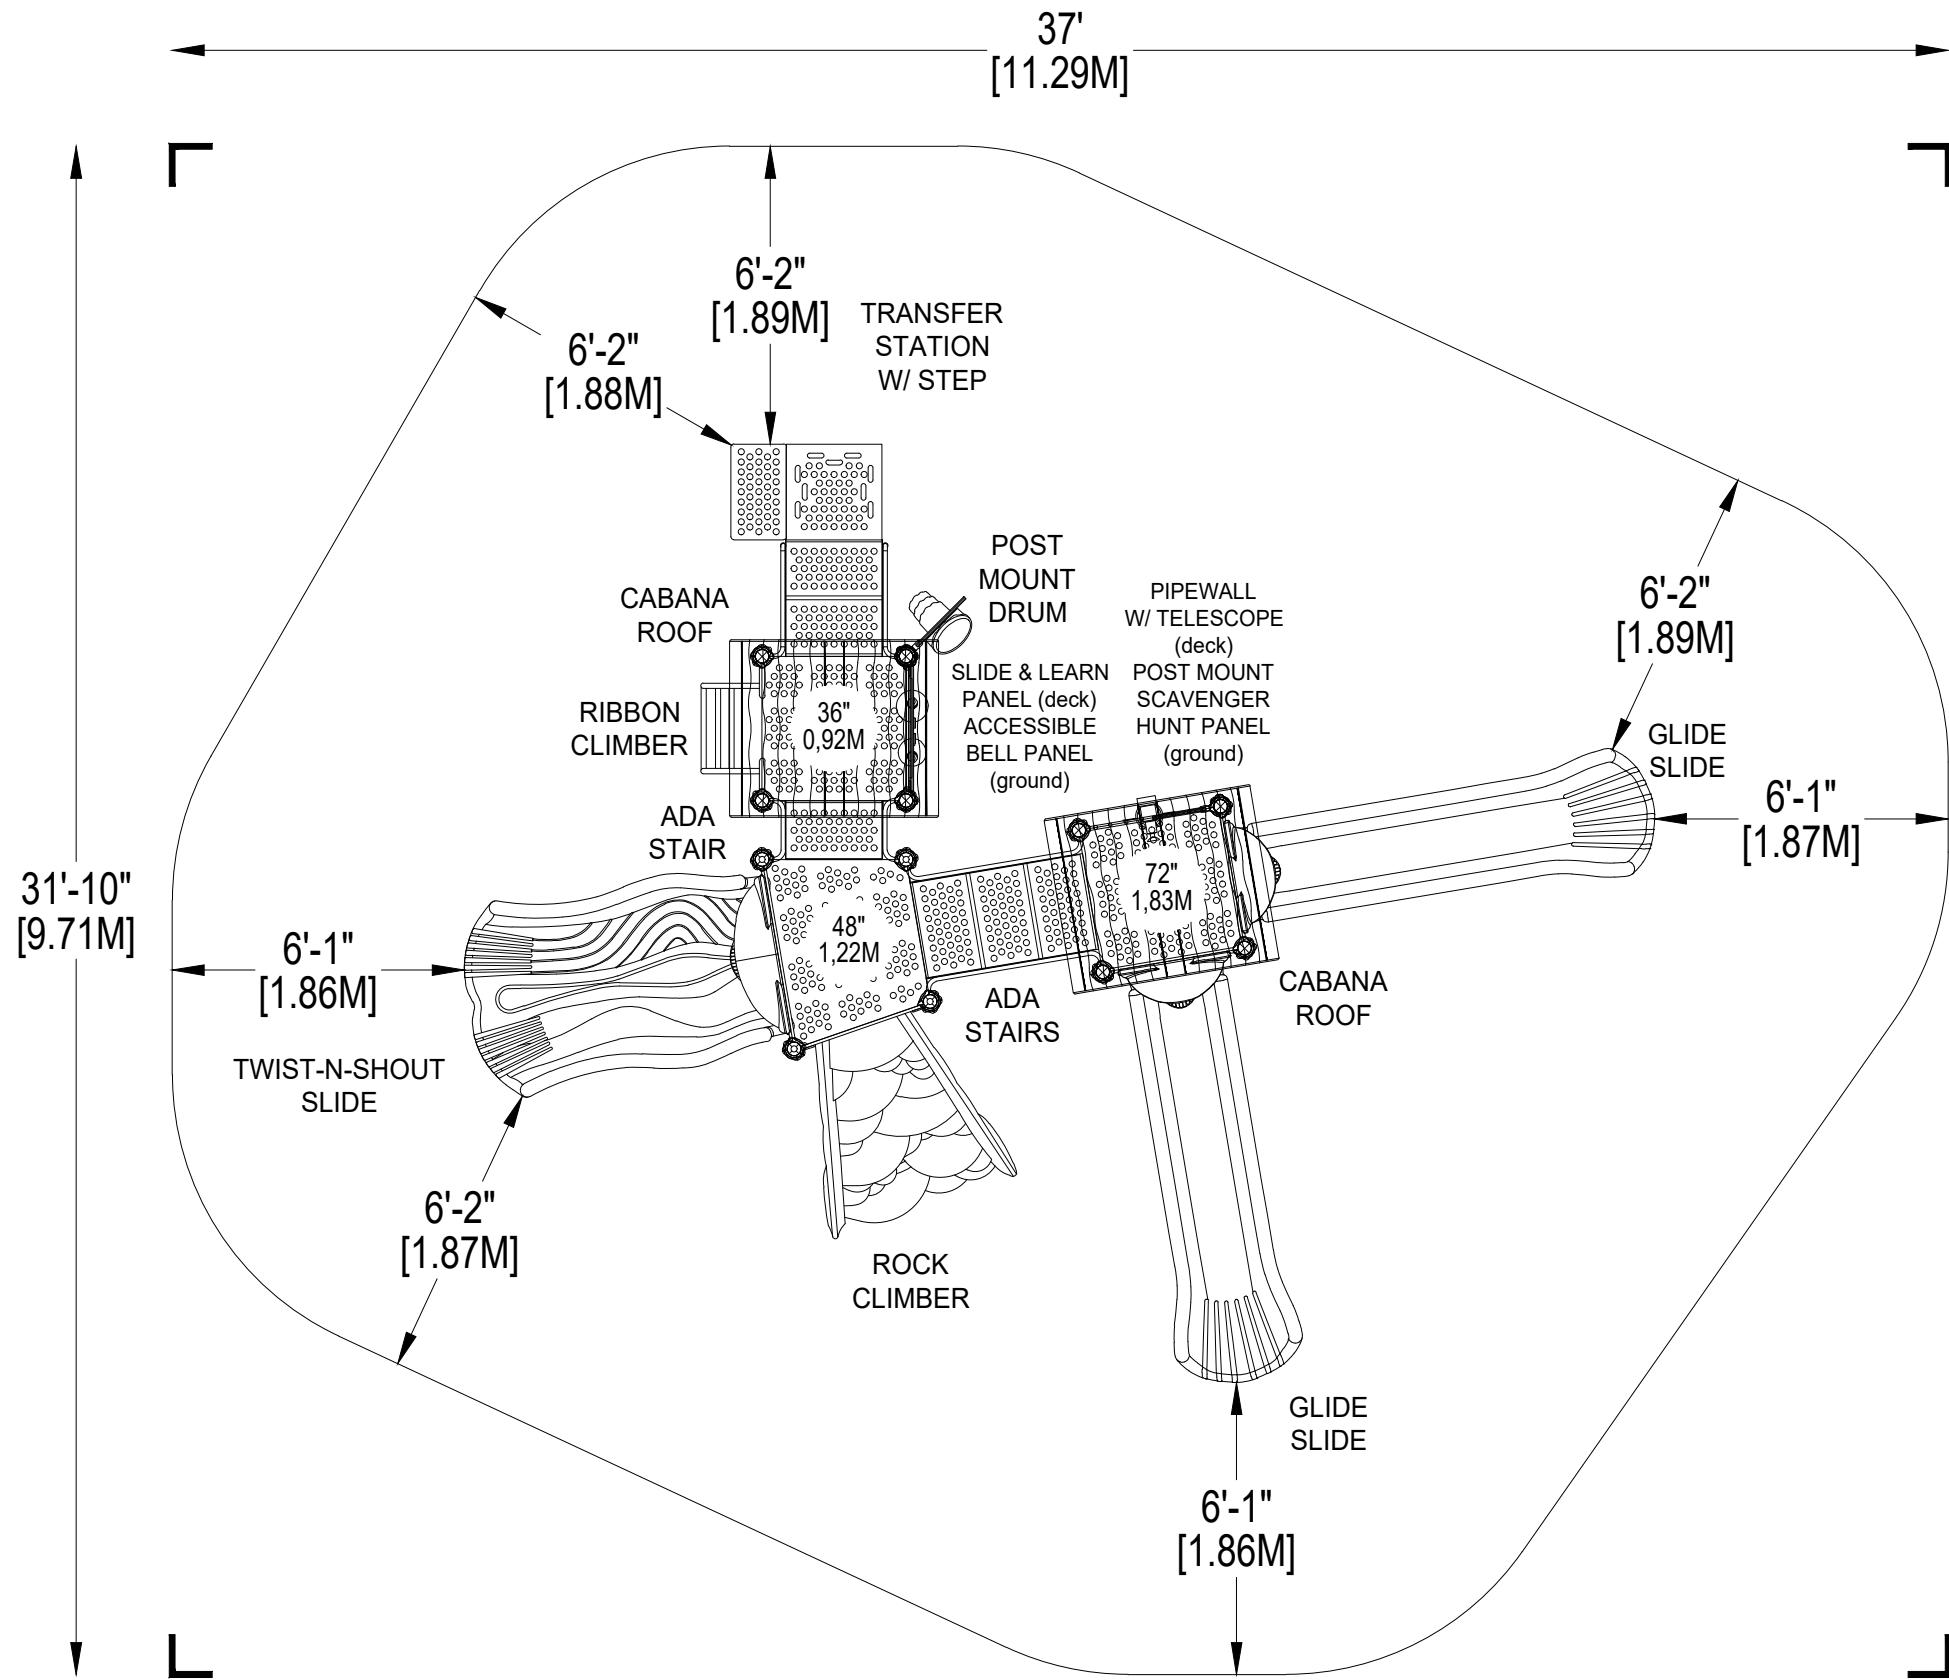 37'
[11.29M]
6'-2"
[1.89M]
TRANSFER
STATION
W/ STEP
6'-2"
[1.88M]
POST
MOUNT
DRUM
CABANA
ROOF
PIPEWALL
W/ TELESCOPE
(deck)
POST MOUNT
SCAVENGER
HUNT PANEL
(ground)
6'-2"
[1.89M]
SLIDE & LEARN
PANEL (deck)
ACCESSIBLE
BELL PANEL
(ground)
RIBBON
CLIMBER
36"
0,92M
GLIDE
SLIDE
6'-1"
[1.87M]
ADA
STAIR
31'-10"
[9.71M]
72"
1,83M
48"
1,22M
6'-1"
[1.86M]
ADA
STAIRS
CABANA
ROOF
TWIST-N-SHOUT
SLIDE
6'-2"
[1.87M]
ROCK
CLIMBER
GLIDE
SLIDE
6'-1"
[1.86M]